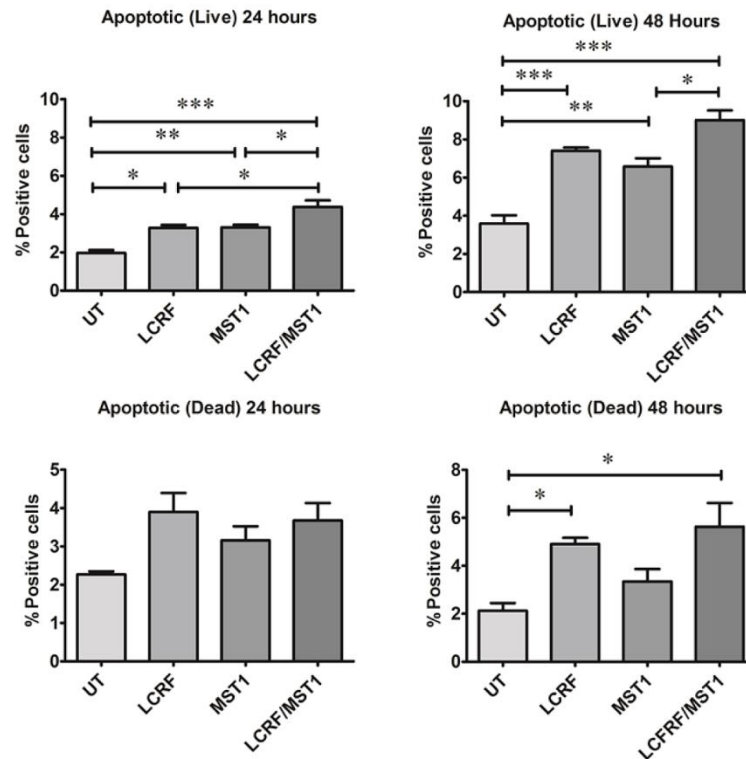 Apoptotic (Live) 24 hours
***
**
*
*
*
% Positive cells
10
8
6
4
2
0
UT
LCRF
MST1
LCRF/MST1
Apoptotic (Live) 48 Hours
***
***
*
**
% Positive cells
10
8
6
4
2
0
UT
LCRF
MST1
LCRF/MST1
Apoptotic (Dead) 24 hours
% Positive cells
5
4
3
2
1
0
UT
LCRF
MST1
LCRF/MST1
Apoptotic (Dead) 48 hours
*
*
% Positive cells
8
6
4
2
0
UT
LCRF
MST1
LCFRF/MST1